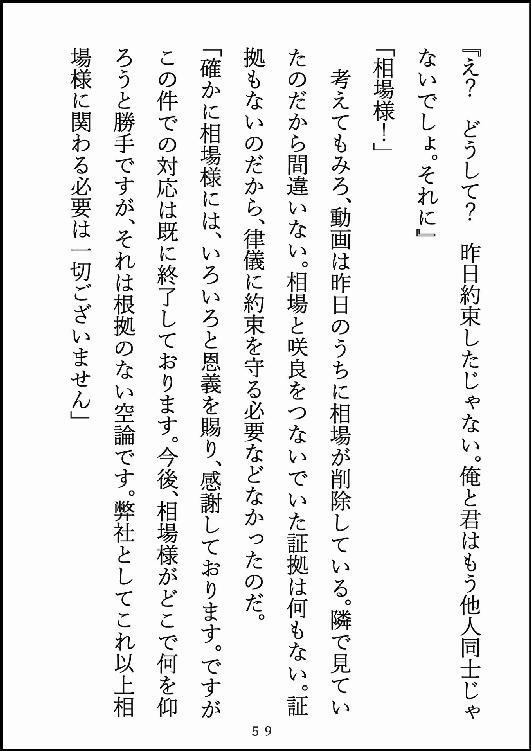 『え？　どうして？　昨日約束したじゃない。俺と君はもう他人同士じゃ
ないでしょ。それに』
「相場様！」
　考えてもみろ、動画は昨日のうちに相場が削除している。隣で見てい
たのだから間違いない。相場と咲良をつないでいた証拠は何もない。証
拠もないのだから、律儀に約束を守る必要などなかったのだ。
「確かに相場様には、いろいろと恩義を賜り、感謝しております。ですが
この件での対応は既に終了しております。今後、相場様がどこで何を仰
ろうと勝手ですが、それは根拠のない空論です。弊社としてこれ以上相
場様に関わる必要は一切ございません」
59